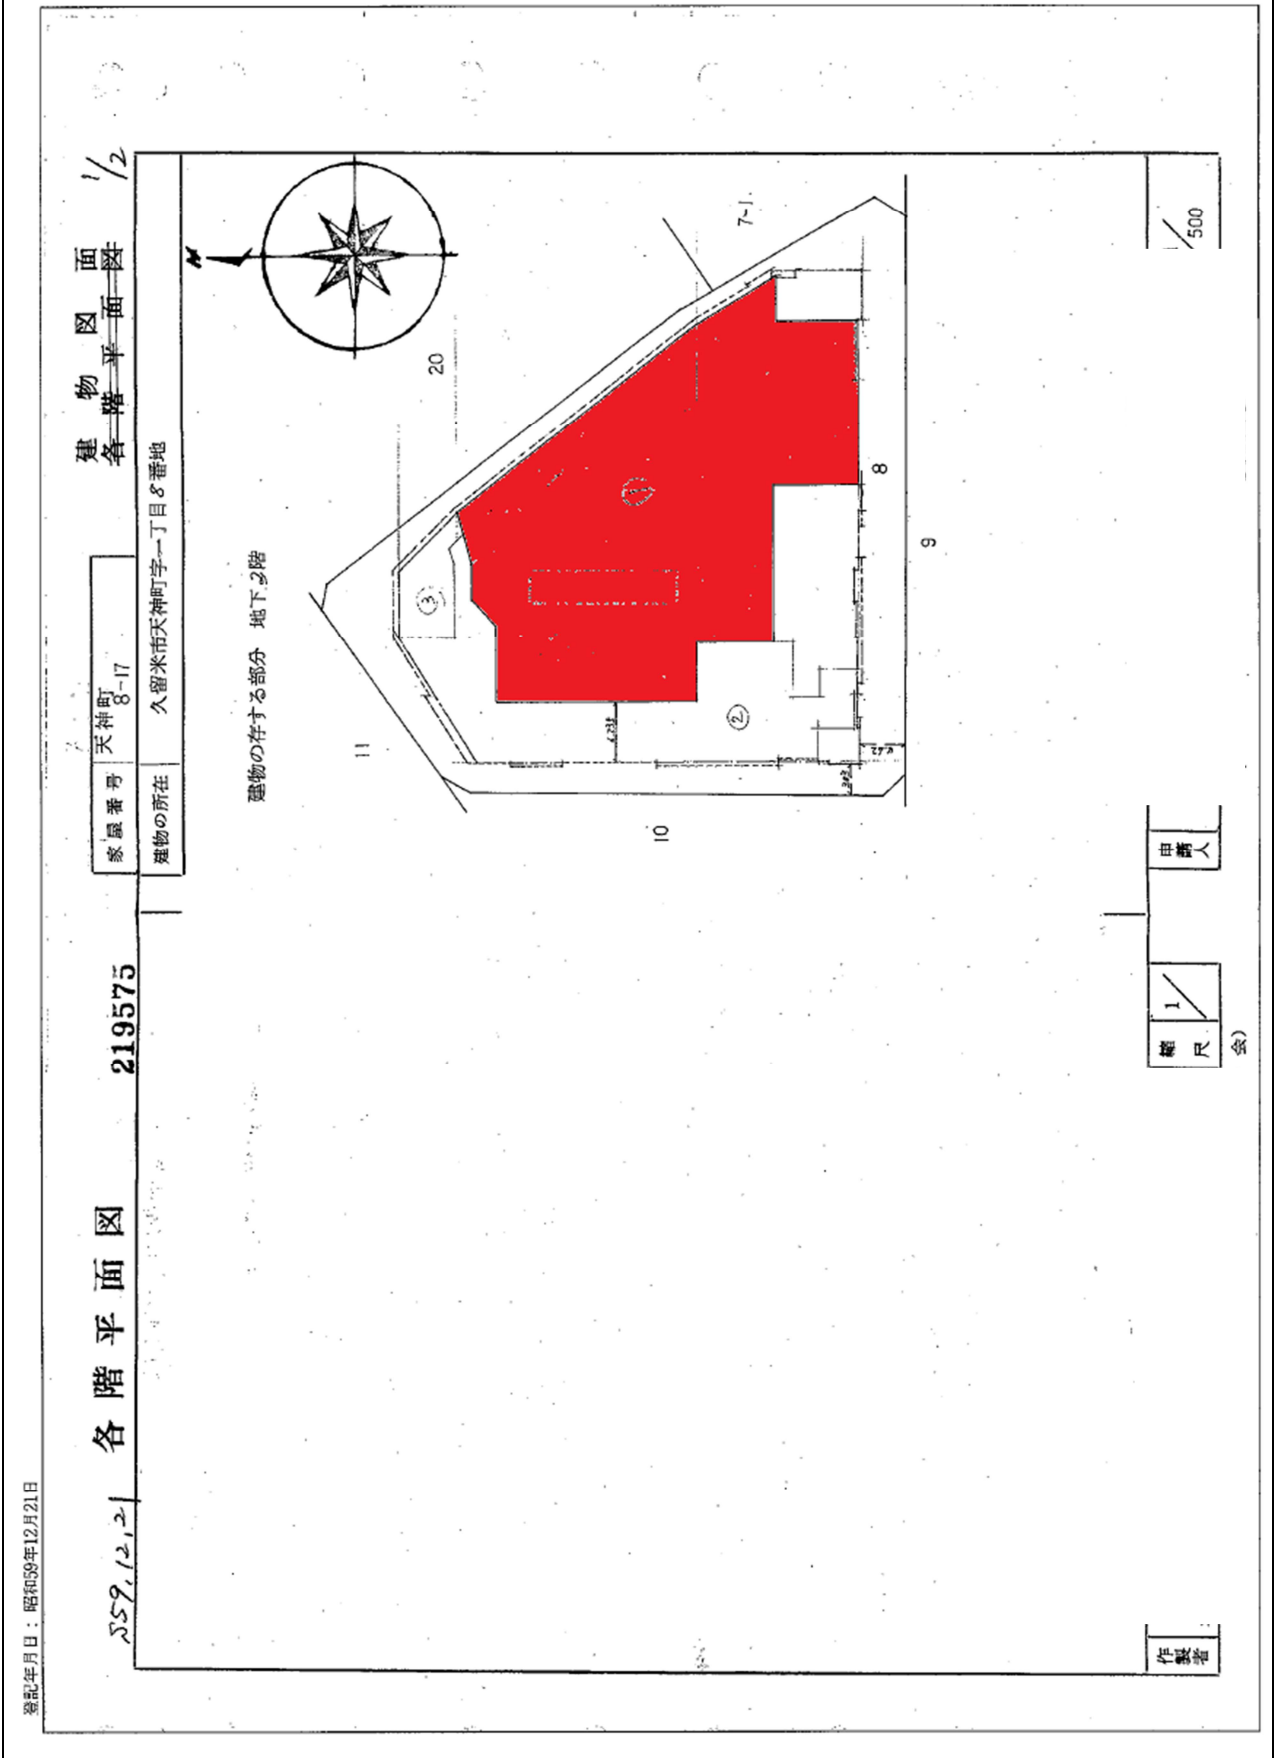 登記年月日：昭和59年12月21日
S59.12.21
各階平面図
219575
建物図面
各階平面図
1/2
家屋番号
天神町
8-17
建物の所在
久留米市天神町字一丁目8番地
建物の存する部分 地下2階
N
20
11
10
7-1
8
9
①
②
③
1/500
申請人
縮尺
1/
会)
作製者